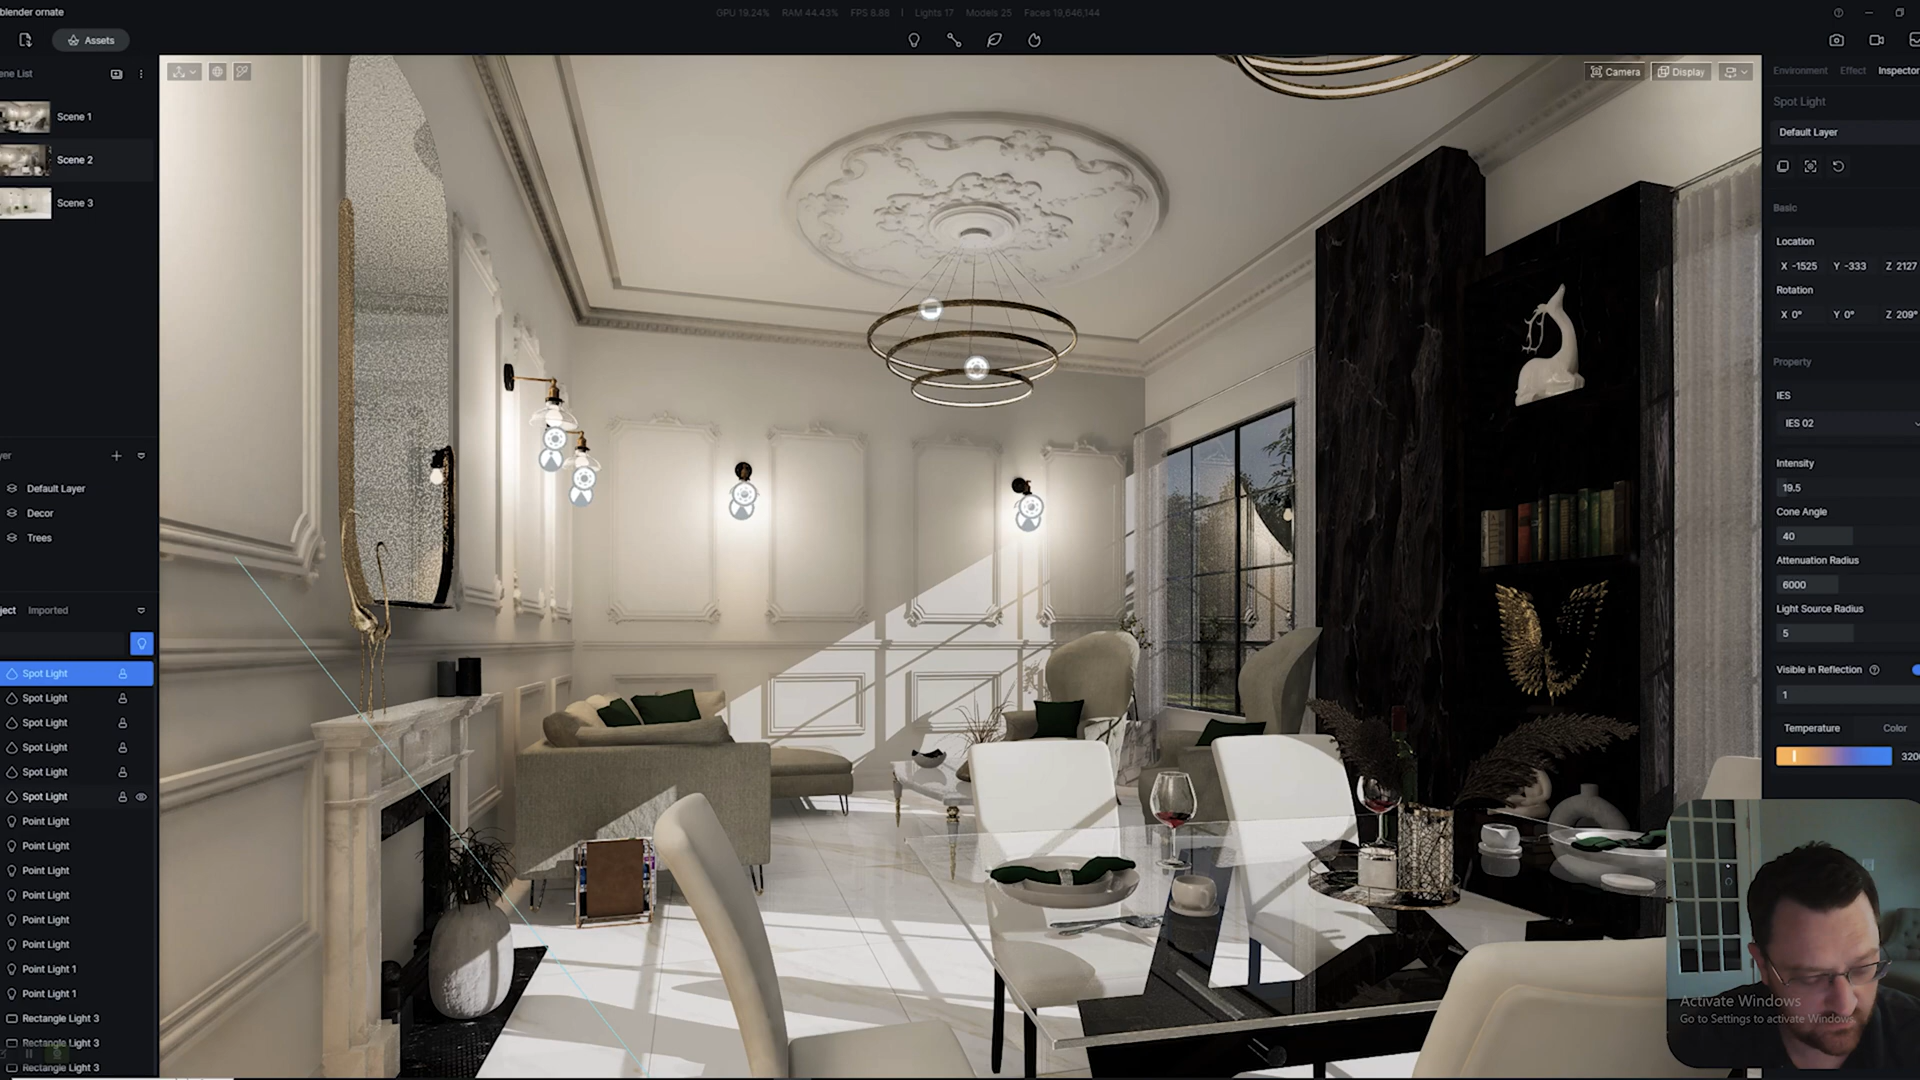 blender ornate
GPU 19.24% RAM 44.43% FPS 8.88 | Lights 17 Models 25 Faces 19,646,144
Assets
ene List
Scene 1
Scene 2
Scene 3
yer
Default Layer
Decor
Trees
ject Imported
Spot Light
Spot Light
Spot Light
Spot Light
Spot Light
Spot Light
Point Light
Point Light
Point Light
Point Light
Point Light
Point Light
Point Light 1
Point Light 1
Rectangle Light 3
Rectangle Light 3
Rectangle Light 3
Camera Display
Environment Effect Inspector
Spot Light
Default Layer
Basic
Location
X -1525 Y -333 Z 2127
Rotation
X 0° Y 0° Z 209°
Property
IES
IES 02
Intensity
19.5
Cone Angle
40
Attenuation Radius
6000
Light Source Radius
5
Visible in Reflection
1
Temperature Color
3200
Activate Windows
Go to Settings to activate Windows.